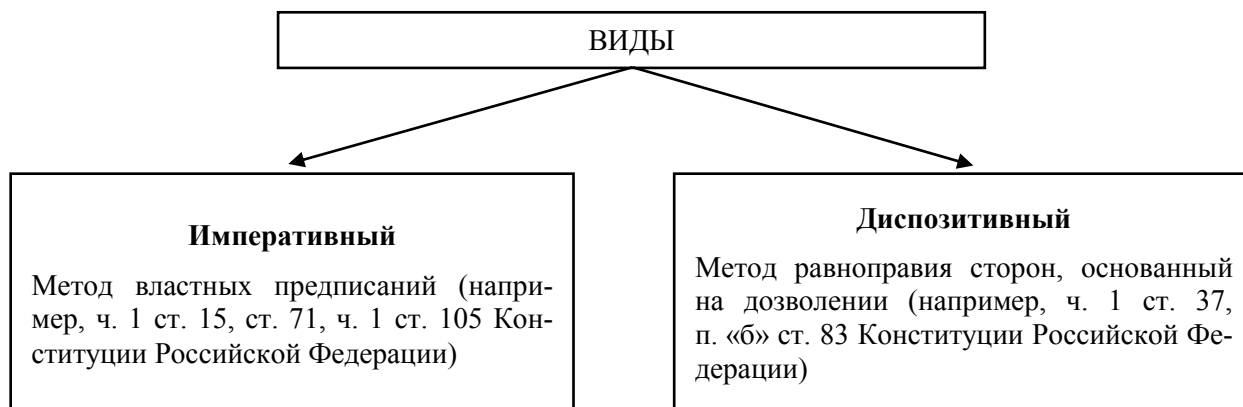 ВИДЫ
Императивный
Метод властных предписаний (напри-
мер, ч. 1 ст. 15, ст. 71, ч. 1 ст. 105 Кон-
ституции Российской Федерации)
Диспозитивный
Метод равноправия сторон, основанный
на дозволении (например, ч. 1 ст. 37,
п. «б» ст. 83 Конституции Российской Фе-
дерации)